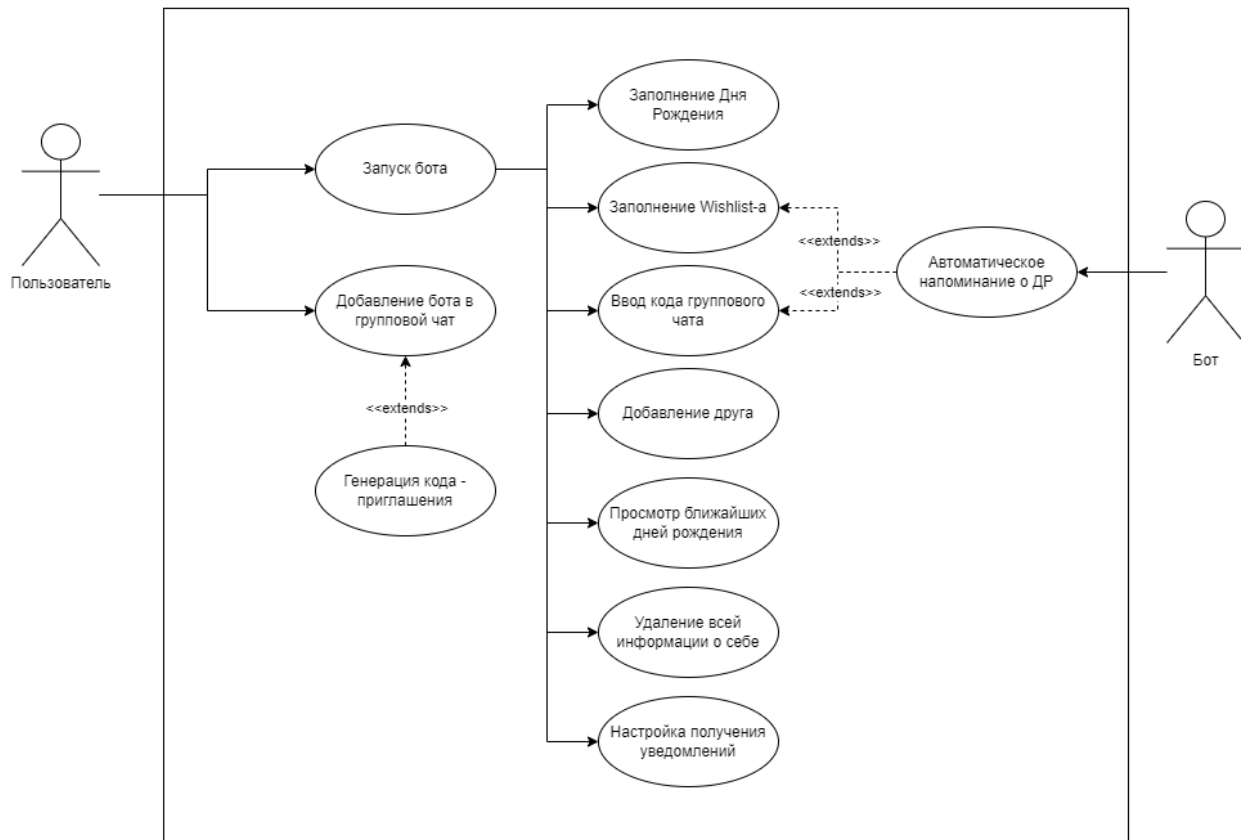 Пользователь
Запуск бота
Добавление бота в
групповой чат
<<extends>>
Генерация кода -
приглашения
Заполнение Дня
Рождения
Заполнение Wishlist-а
Ввод кода группового
чата
Добавление друга
Просмотр ближайших
дней рождения
Удаление всей
информации о себе
Настройка получения
уведомлений
<<extends>>
<<extends>>
Автоматическое
напоминание о ДР
Бот